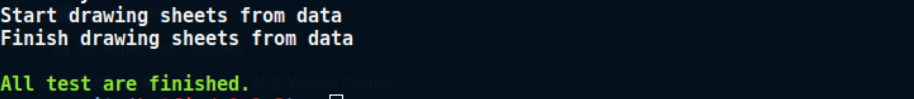 Start drawing sheets from data
Finish drawing sheets from data
All test are finished.